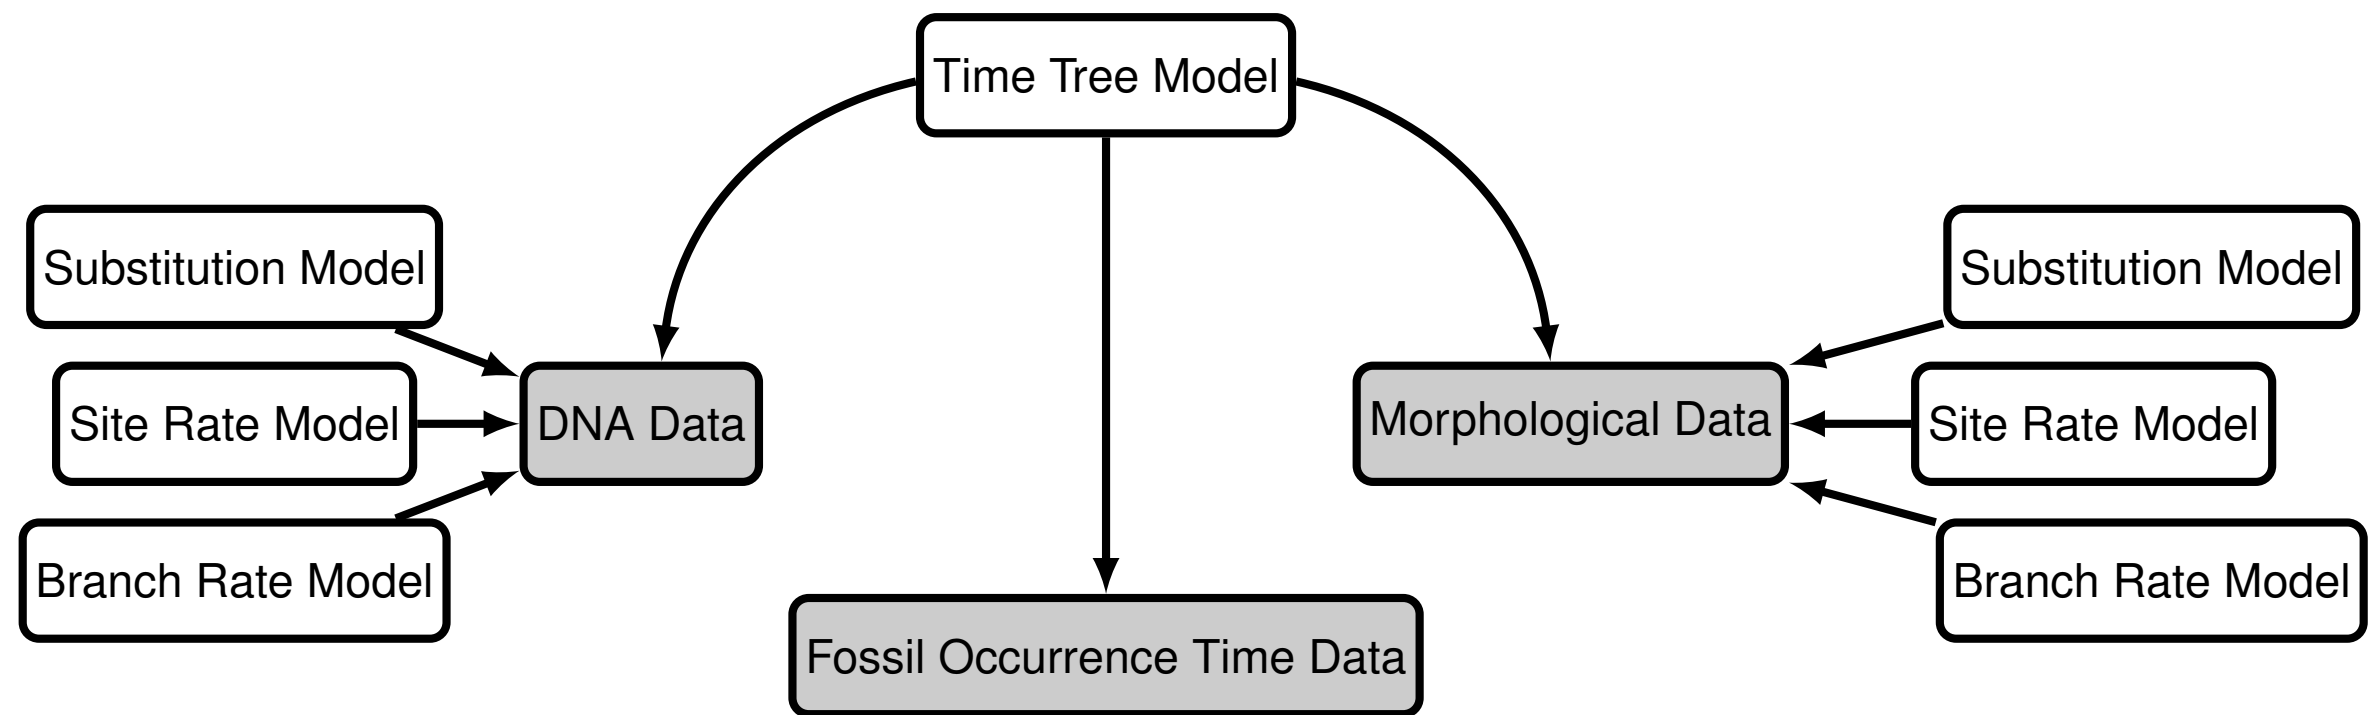 Time Tree Model
Substitution Model
Substitution Model
Site Rate Model
DNA Data
Morphological Data
Site Rate Model
Branch Rate Model
Branch Rate Model
Fossil Occurrence Time Data